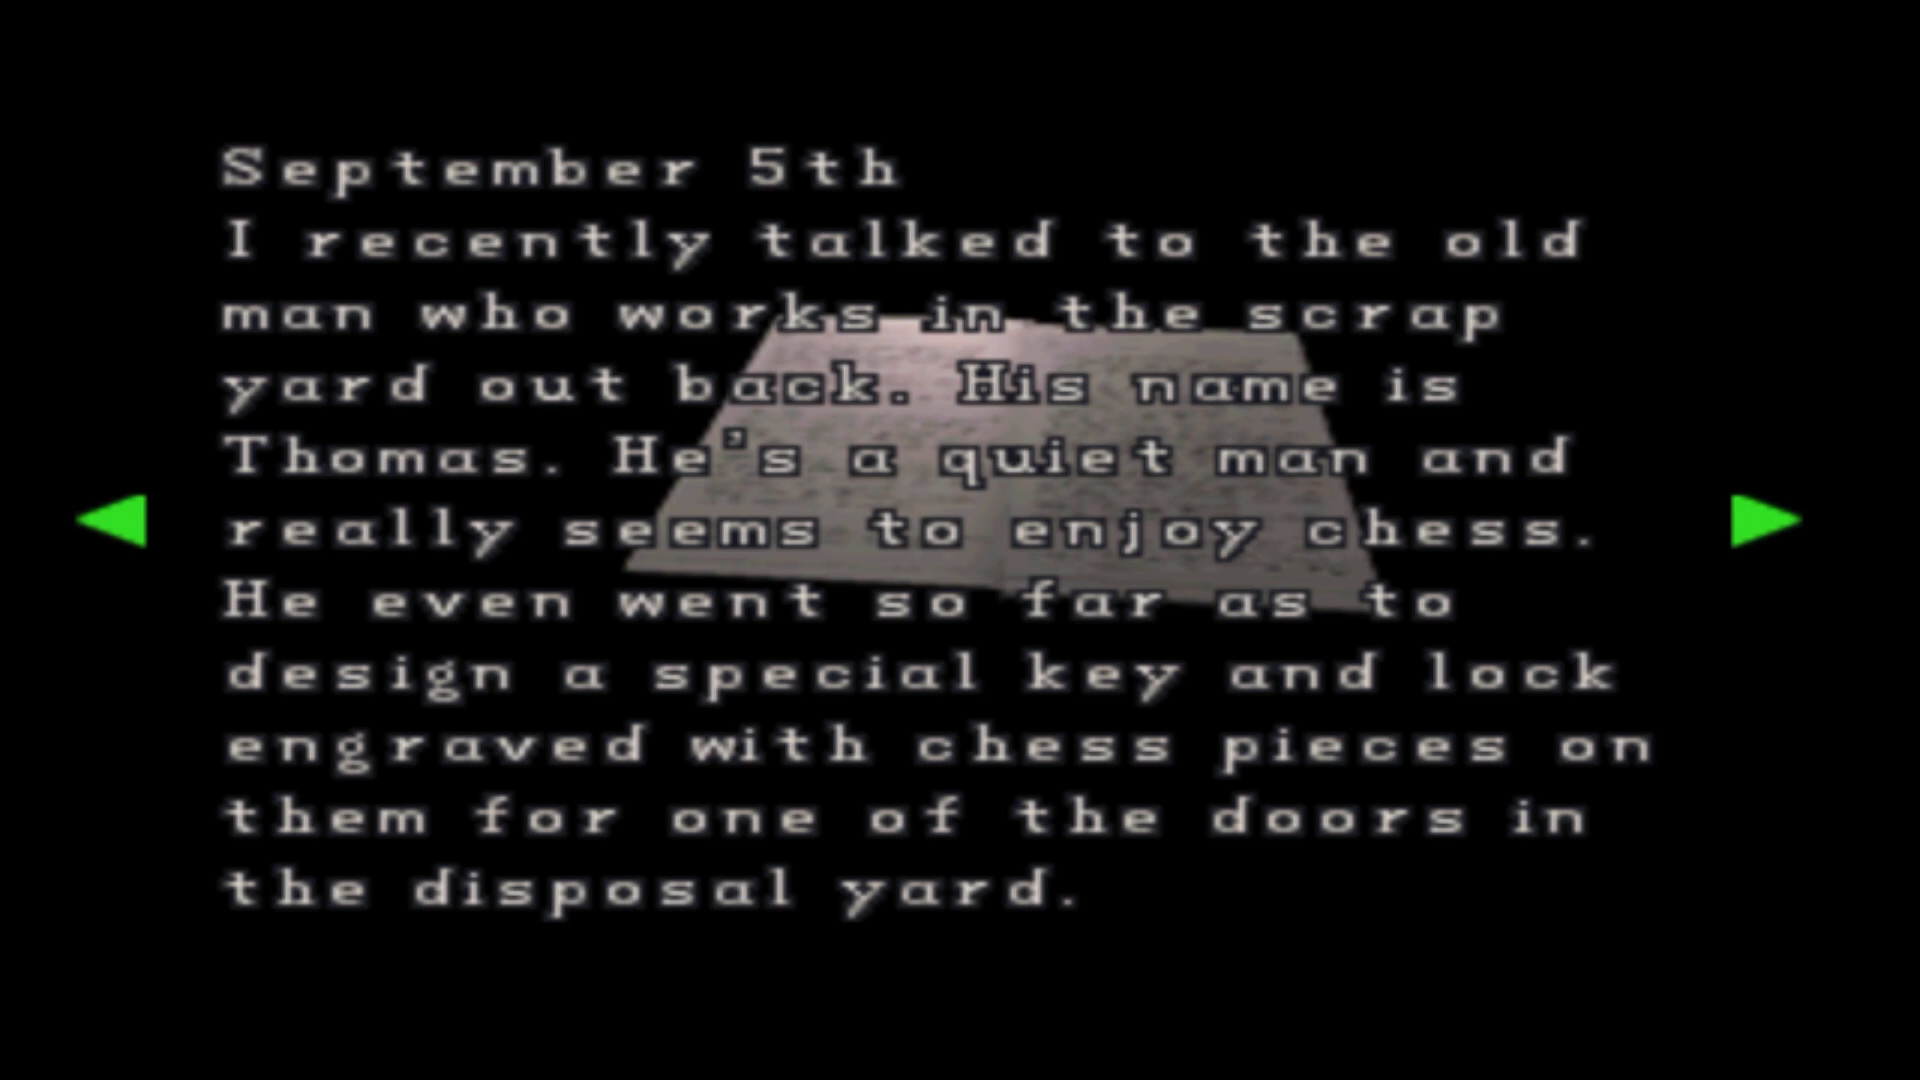 September 5th
I recently talked to the old
man who works in the scrap
yard out back. His name is
Thomas. He's a quiet man and
really seems to enjoy chess.
He even went so far as to
design a special key and lock
engraved with chess pieces on
them for one of the doors in
the disposal yard.